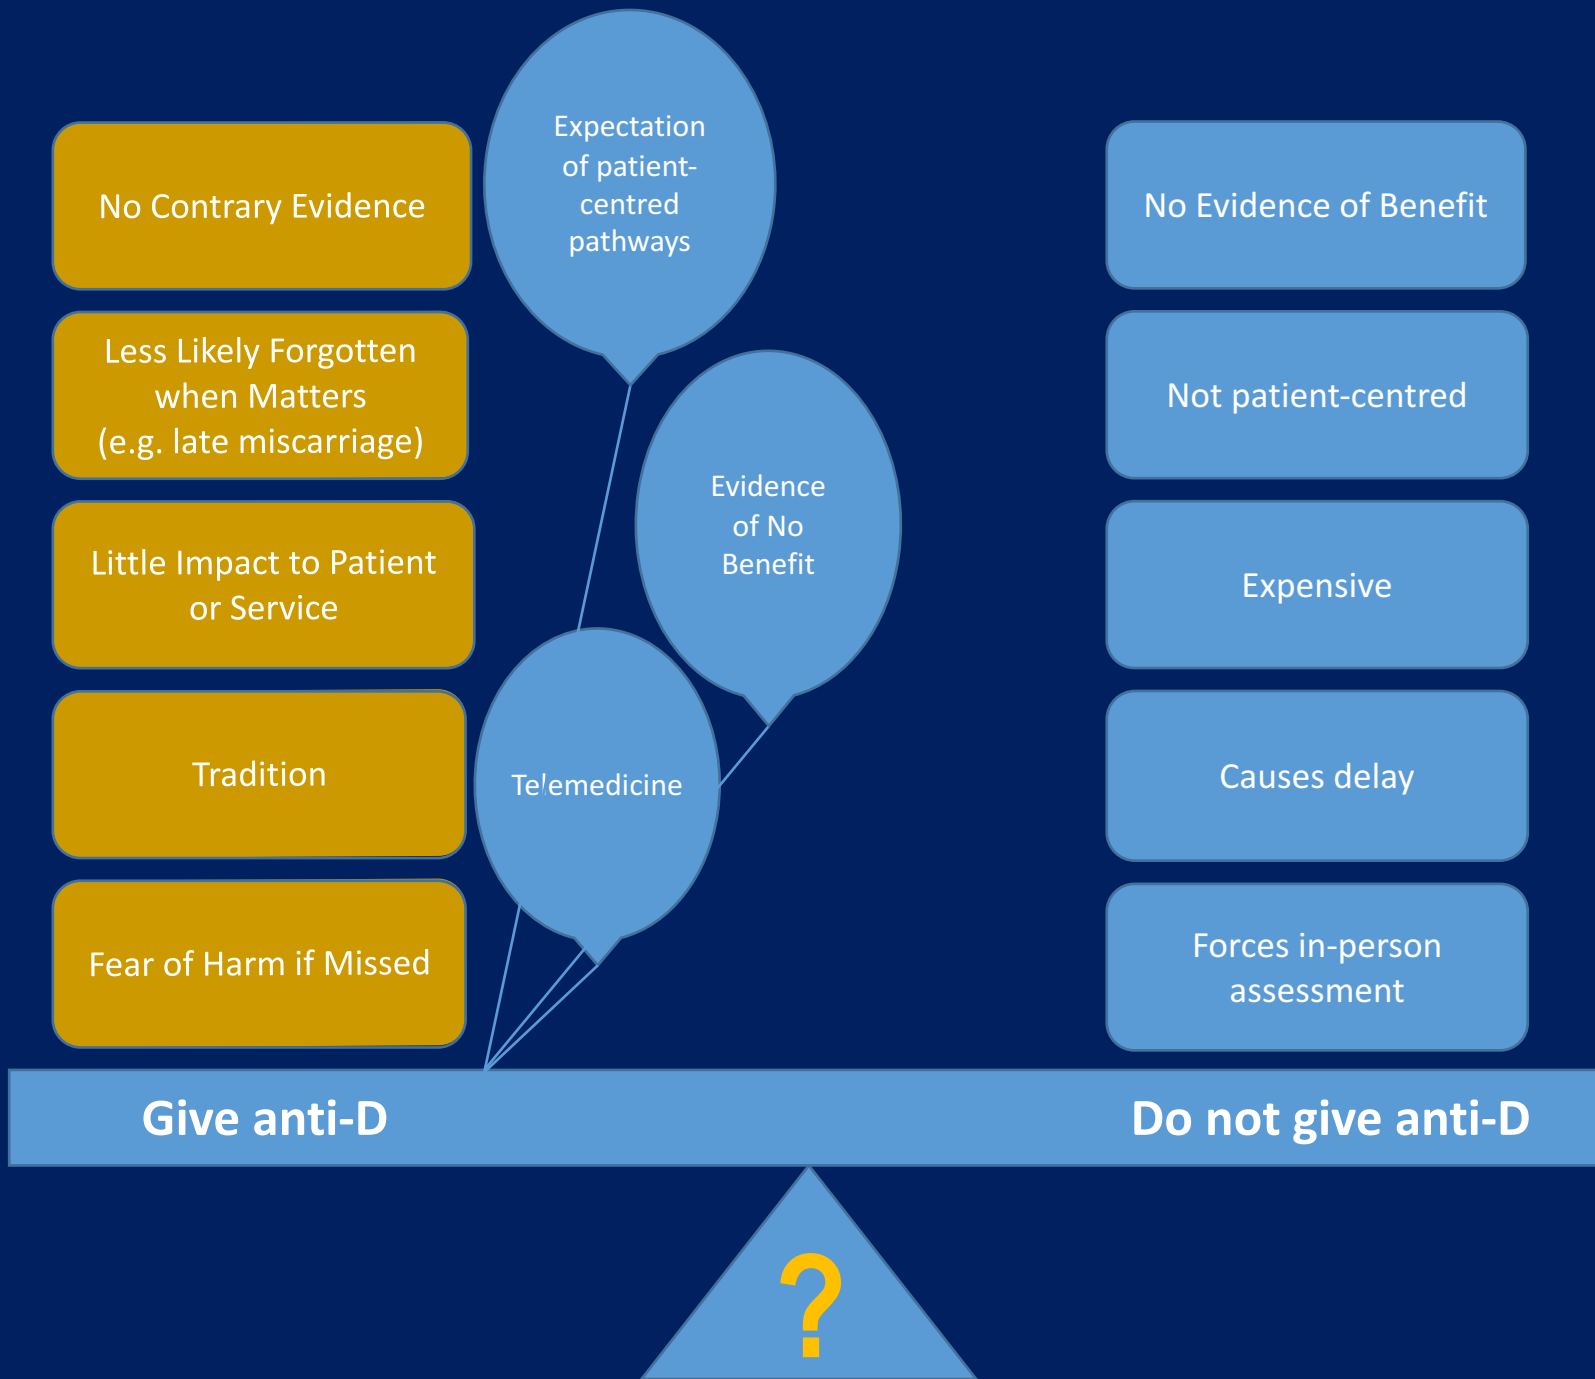 No Contrary Evidence
Less Likely Forgotten
when Matters
(e.g. late miscarriage)
Little Impact to Patient
or Service
Tradition
Fear of Harm if Missed
Expectation
of patient-
centred
pathways
Evidence
of No
Benefit
Telemedicine
No Evidence of Benefit
Not patient-centred
Expensive
Causes delay
Forces in-person
assessment
Give anti-D
Do not give anti-D
?